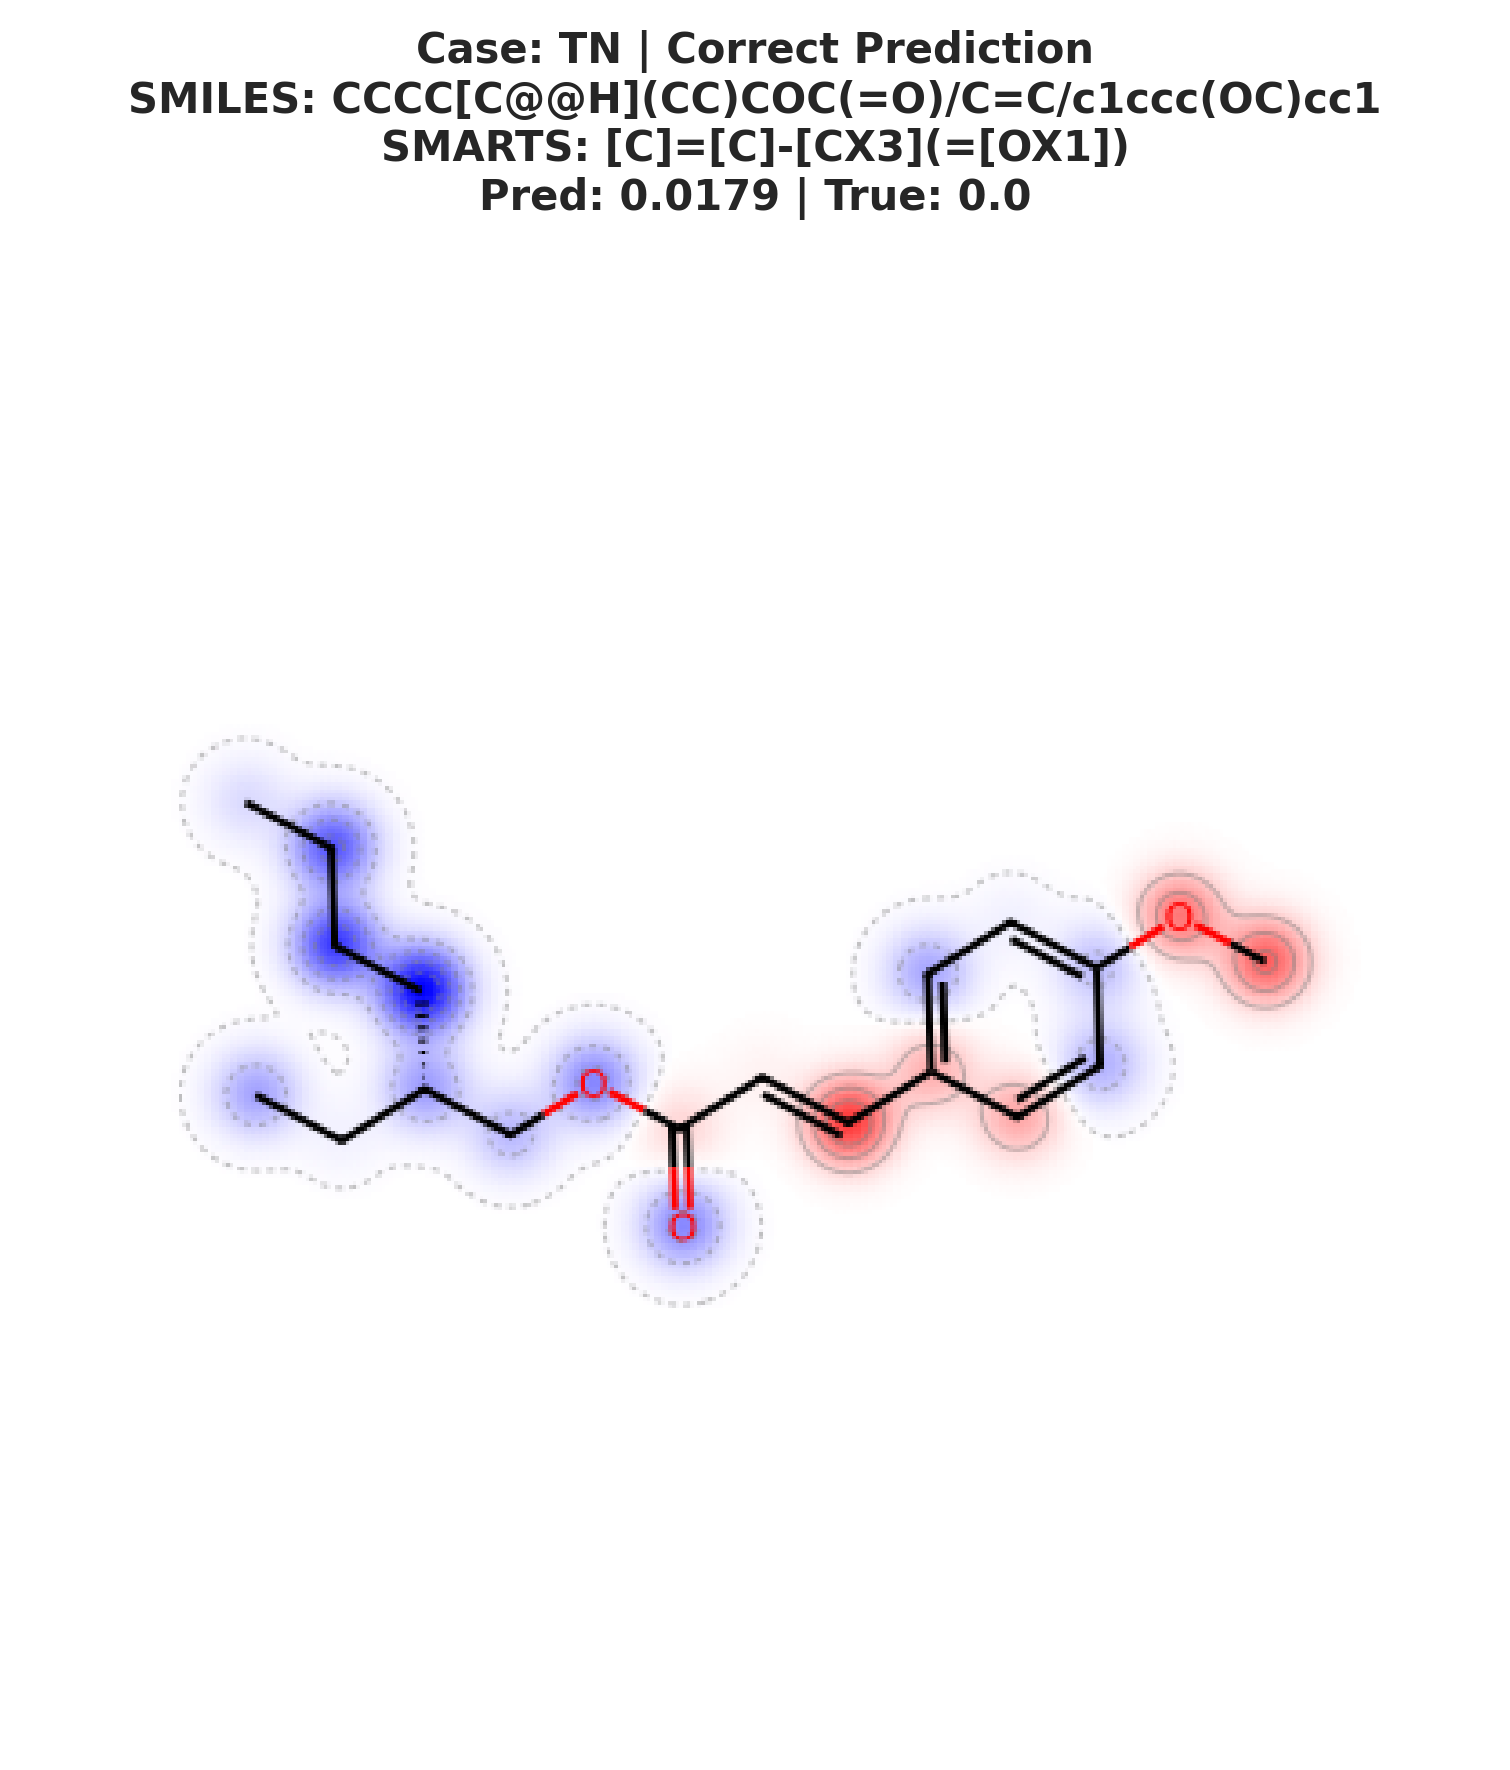 Case: TN | Correct Prediction
SMILES: CCCC[C@@H](CC)COC(=O)/C=C/c1ccc(OC)cc1
SMARTS: [C]=[C]-[CX3](=[OX1])
Pred: 0.0179 | True: 0.0
O
O
O